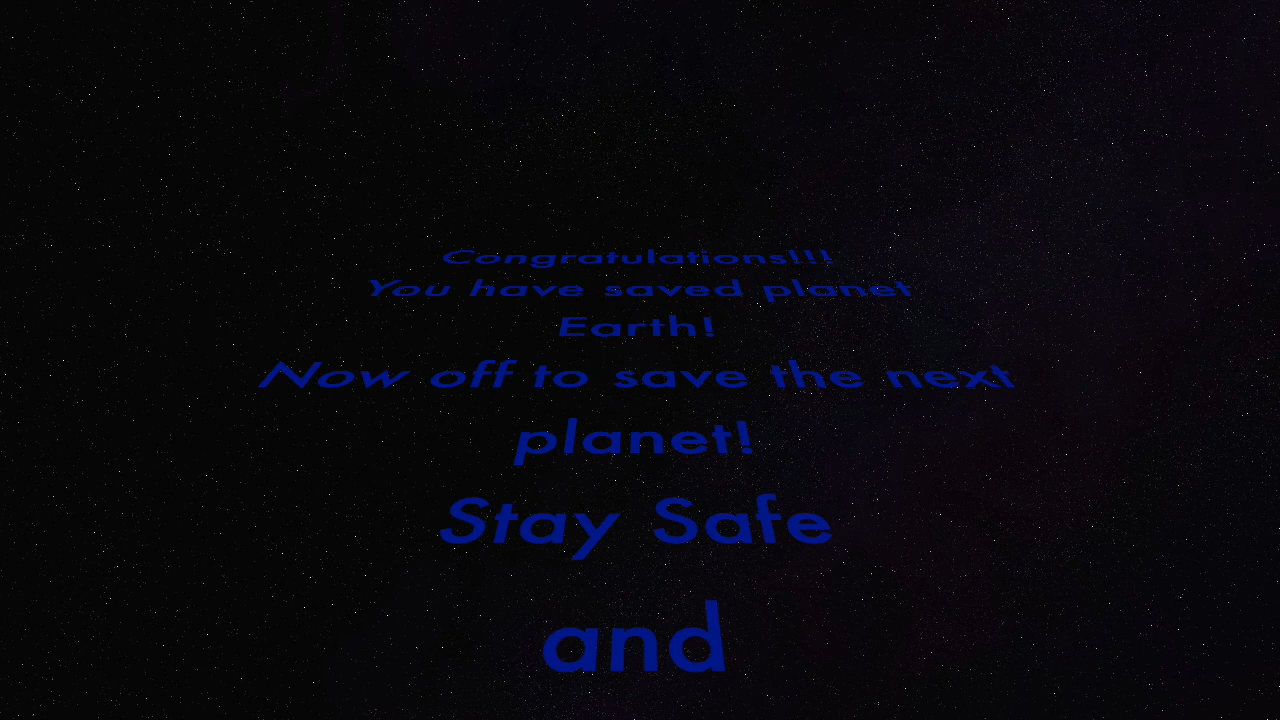 Congratulations!!!
You have saved planet
Earth!
Now off to save the next
planet!
Stay Safe
and